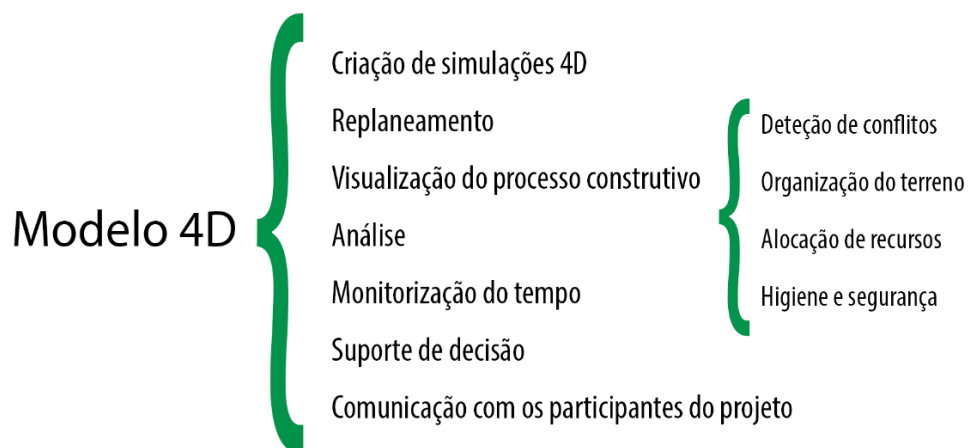 Modelo 4D
Criação de simulações 4D
Replaneamento
Visualização do processo construtivo
Análise
Monitorização do tempo
Suporte de decisão
Comunicação com os participantes do projeto
Deteção de conflitos
Organização do terreno
Alocação de recursos
Higiene e segurança